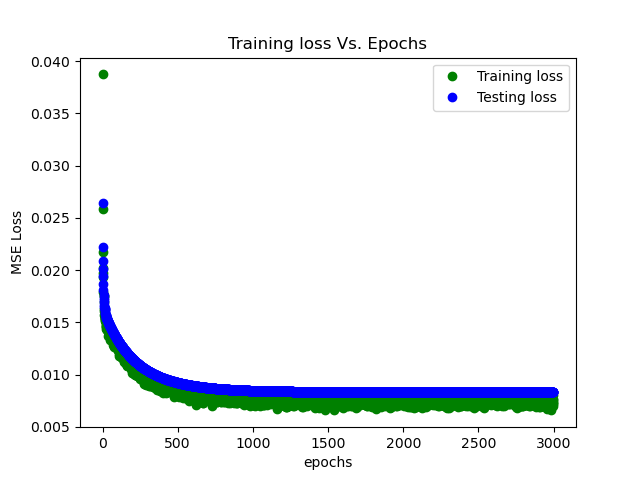 Training loss Vs. Epochs
Training loss
Testing loss
MSE Loss
0.040
0.035
0.030
0.025
0.020
0.015
0.010
0.005
0 500 1000 1500 2000 2500 3000
epochs